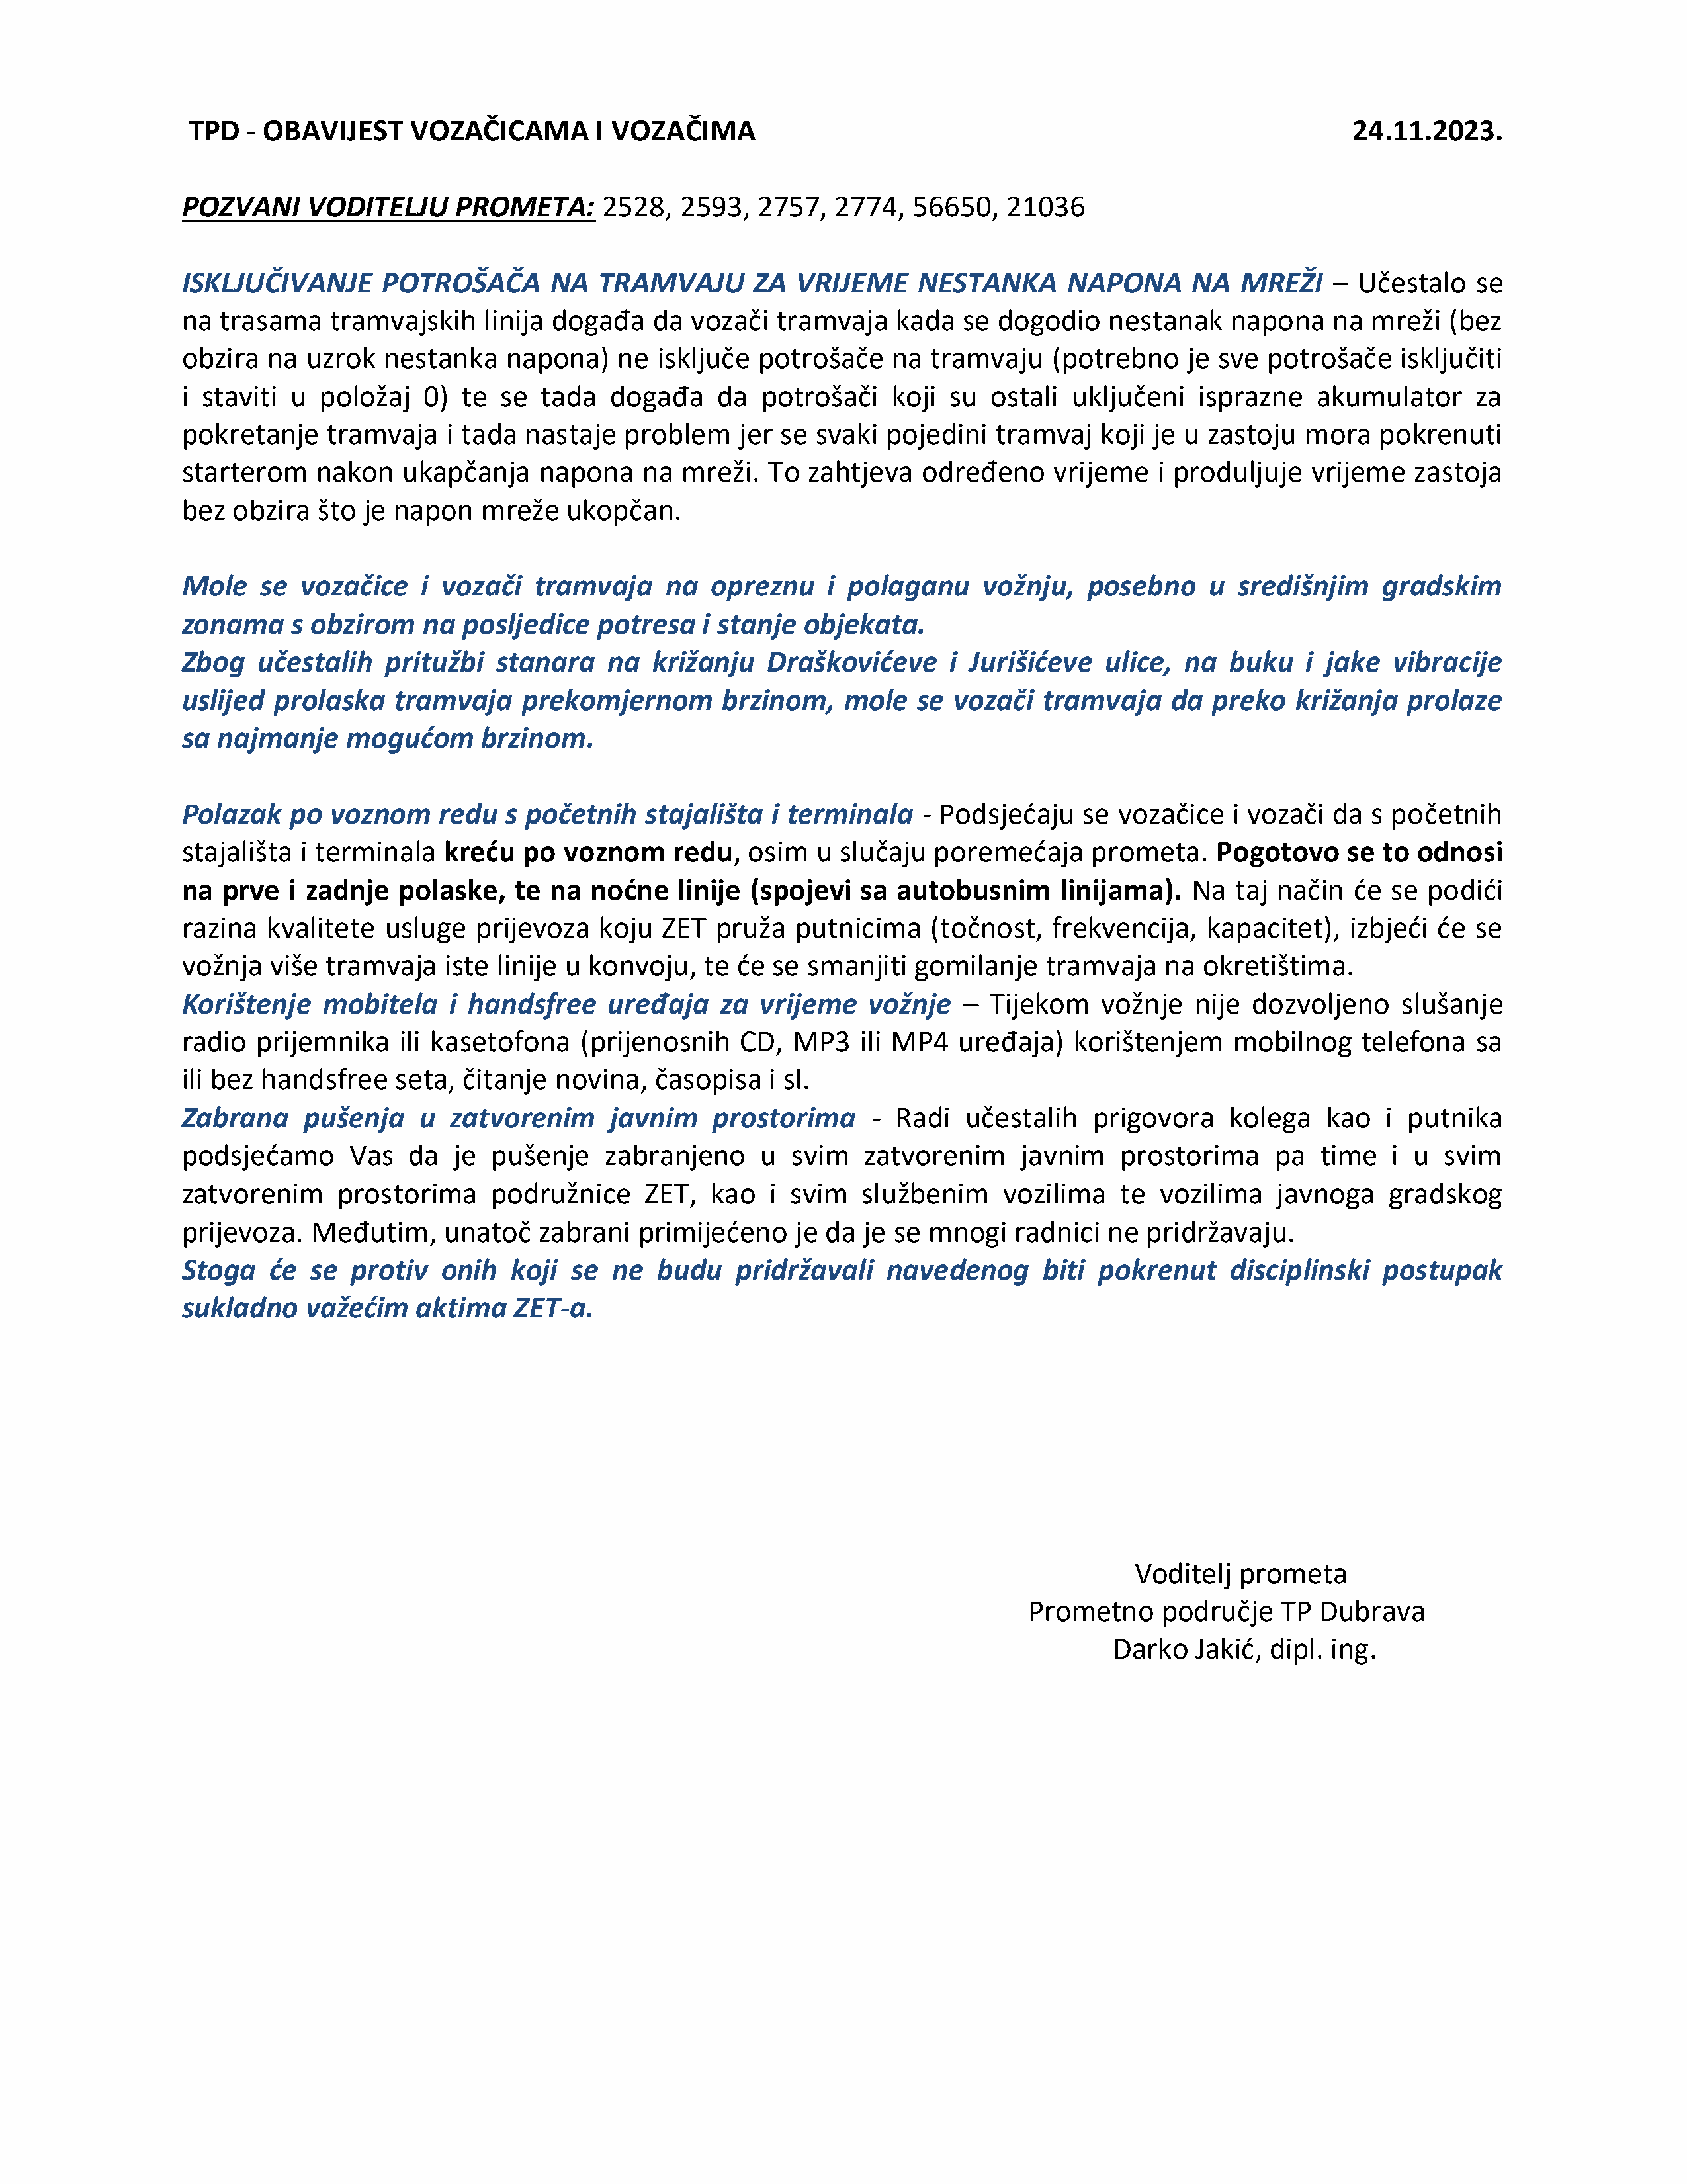 TPD - OBAVIJEST VOZAČICAMA I VOZAČIMA 24.11.2023.
POZVANI VODITELJU PROMETA: 2528, 2593, 2757, 2774, 56650, 21036
ISKLJUČIVANJE POTROŠAČA NA TRAMVAJU ZA VRIJEME NESTANKA NAPONA NA MREŽI – Učestalo se
na trasama tramvajskih linija događa da vozači tramvaja kada se dogodio nestanak napona na mreži (bez
obzira na uzrok nestanka napona) ne isključe potrošače na tramvaju (potrebno je sve potrošače isključiti
i staviti u položaj 0) te se tada događa da potrošači koji su ostali uključeni isprazne akumulator za
pokretanje tramvaja i tada nastaje problem jer se svaki pojedini tramvaj koji je u zastoju mora pokrenuti
starterom nakon ukapčanja napona na mreži. To zahtjeva određeno vrijeme i produljuje vrijeme zastoja
bez obzira što je napon mreže ukopčan.
Mole se vozačice i vozači tramvaja na opreznu i polaganu vožnju, posebno u središnjim gradskim
zonama s obzirom na posljedice potresa i stanje objekata.
Zbog učestalih pritužbi stanara na križanju Draškovićeve i Jurišićeve ulice, na buku i jake vibracije
uslijed prolaska tramvaja prekomjernom brzinom, mole se vozači tramvaja da preko križanja prolaze
sa najmanje mogućom brzinom.
Polazak po voznom redu s početnih stajališta i terminala - Podsjećaju se vozačice i vozači da s početnih
stajališta i terminala kreću po voznom redu, osim u slučaju poremećaja prometa. Pogotovo se to odnosi
na prve i zadnje polaske, te na noćne linije (spojevi sa autobusnim linijama). Na taj način će se podići
razina kvalitete usluge prijevoza koju ZET pruža putnicima (točnost, frekvencija, kapacitet), izbjeći će se
vožnja više tramvaja iste linije u konvoju, te će se smanjiti gomilanje tramvaja na okretištima.
Korištenje mobitela i handsfree uređaja za vrijeme vožnje – Tijekom vožnje nije dozvoljeno slušanje
radio prijemnika ili kasetofona (prijenosnih CD, MP3 ili MP4 uređaja) korištenjem mobilnog telefona sa
ili bez handsfree seta, čitanje novina, časopisa i sl.
Zabrana pušenja u zatvorenim javnim prostorima - Radi učestalih prigovora kolega kao i putnika
podsjećamo Vas da je pušenje zabranjeno u svim zatvorenim javnim prostorima pa time i u svim
zatvorenim prostorima podružnice ZET, kao i svim službenim vozilima te vozilima javnoga gradskog
prijevoza. Međutim, unatoč zabrani primijećeno je da je se mnogi radnici ne pridržavaju.
Stoga će se protiv onih koji se ne budu pridržavali navedenog biti pokrenut disciplinski postupak
sukladno važećim aktima ZET-a.
Voditelj prometa
Prometno područje TP Dubrava
Darko Jakić, dipl. ing.